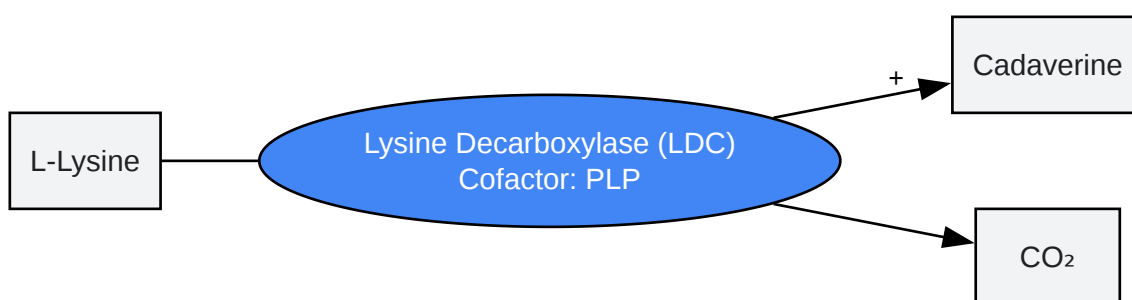 L-Lysine
Lysine Decarboxylase (LDC)
Cofactor: PLP
+
Cadaverine
CO₂